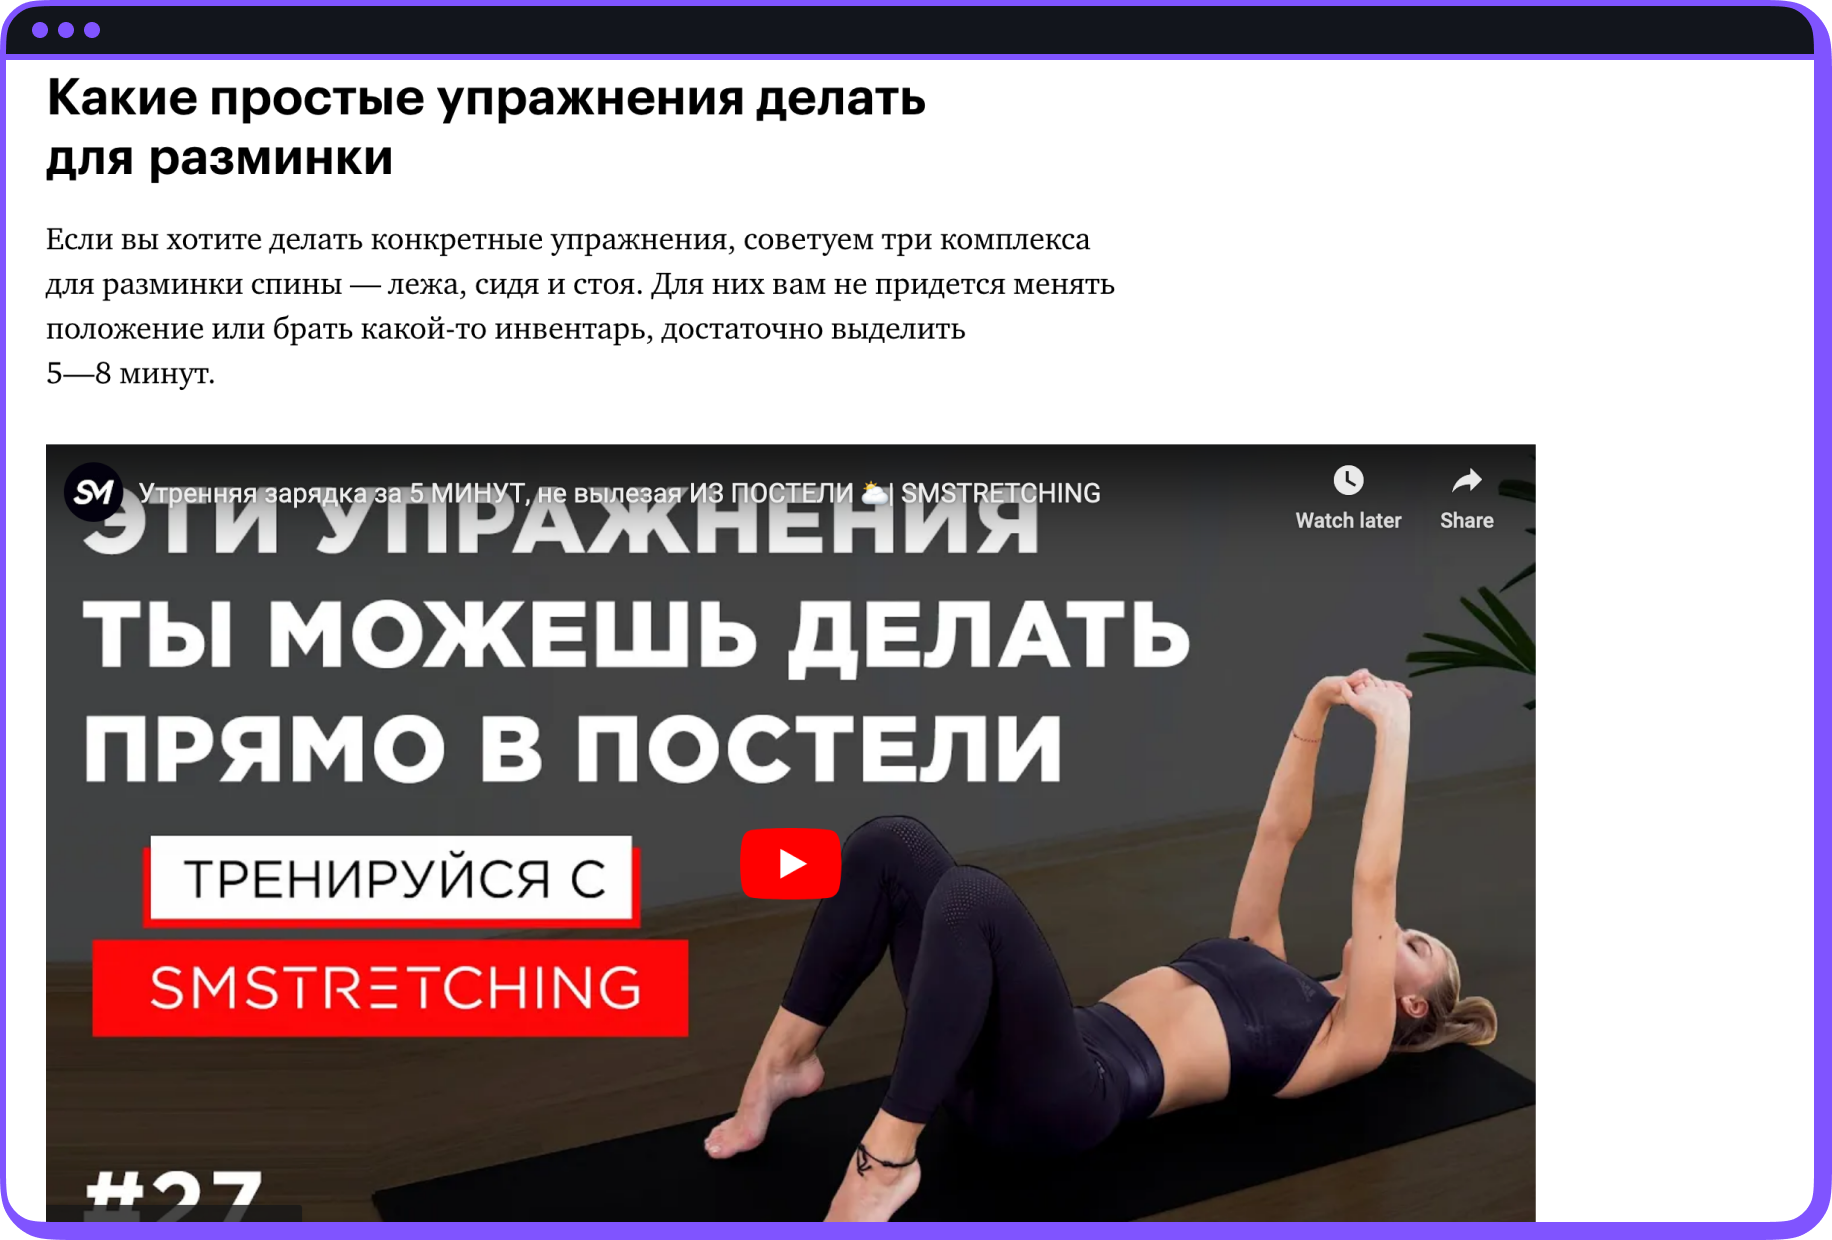 Какие простые упражнения делать
для разминки
Если вы хотите делать конкретные упражнения, советуем три комплекса
для разминки спины — лежа, сидя и стоя. Для них вам не придется менять
положение или брать какой-то инвентарь, достаточно выделить
5—8 минут.
SM
Утренняя зарядка за 5 МИНУТ, не вылезая ИЗ ПОСТЕЛИ 🌥️| SMSTRETCHING
Watch later
Share
ЭТИ УПРАЖНЕНИЯ
ТЫ МОЖЕШЬ ДЕЛАТЬ
ПРЯМО В ПОСТЕЛИ
ТРЕНИРУЙСЯ С
SMSTRETCHING
#27